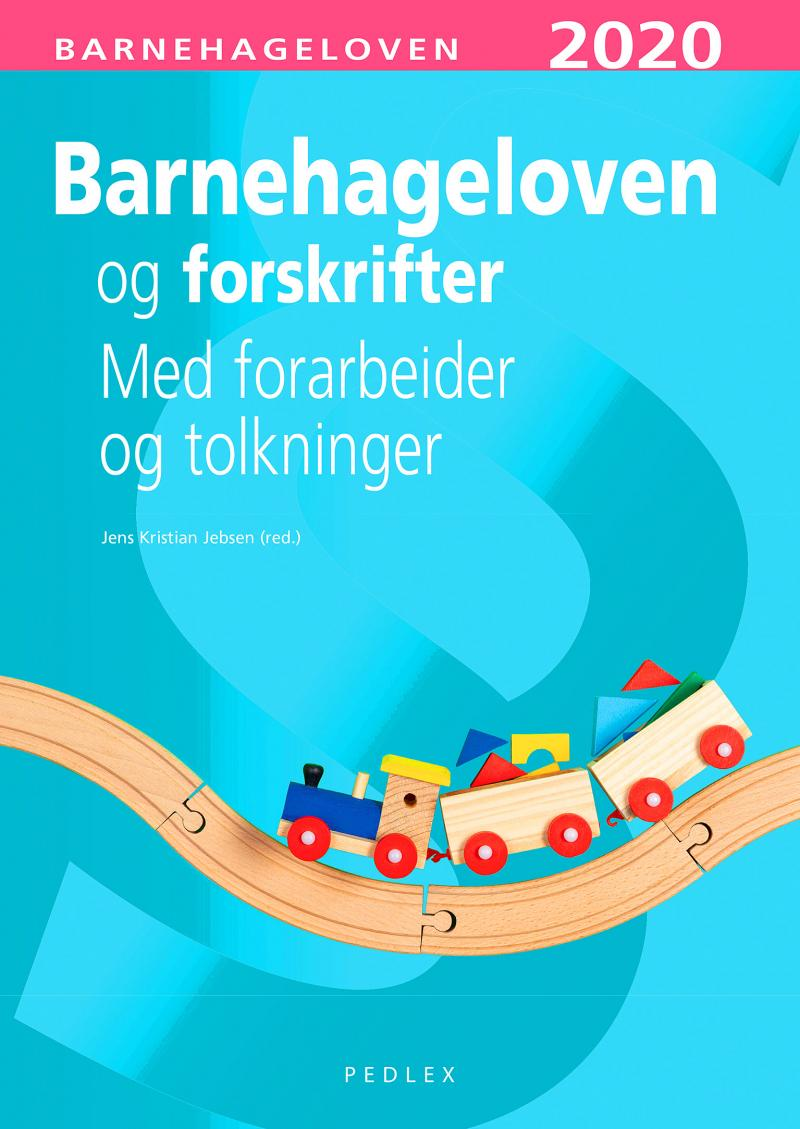 BARNEHAGELOVEN 2020
Barnehageloven
og forskrifter
Med forarbeider
og tolkninger
Jens Kristian Jebsen (red.)
PEDLEX